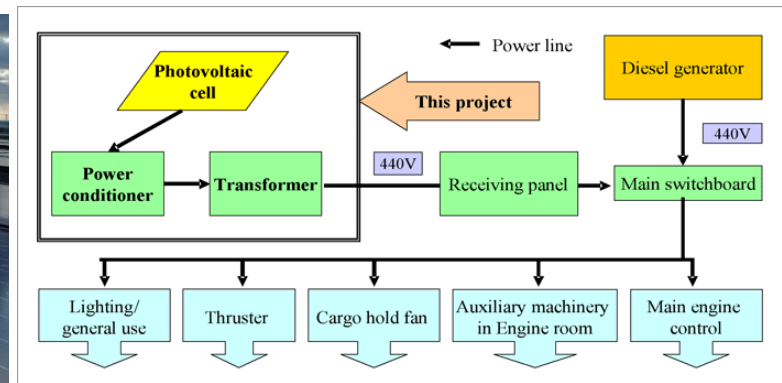 Power line
Photovoltaic
cell
This project
Diesel generator
440V
440V
Power
conditioner
Transformer
Receiving panel
Main switchboard
Lighting/
general use
Thruster
Cargo hold fan
Auxiliary machinery
in Engine room
Main engine
control